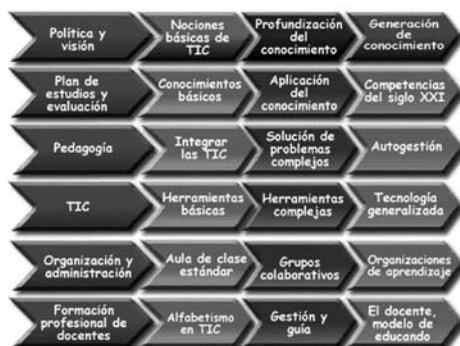 Política y
visión
Nociones
básicas de
TIC
Profundización
del
conocimiento
Generación
de
conocimiento
Plan de
estudios y
evaluación
Conocimientos
básicos
Aplicación
del
conocimiento
Competencias
del siglo XXI
Pedagogía
Integrar
las TIC
Solución de
problemas
complejos
Autogestión
TIC
Herramientas
básicas
Herramientas
complejas
Tecnología
generalizada
Organización y
administración
Aula de clase
estándar
Grupos
colaborativos
Organizaciones
de aprendizaje
Formación
profesional de
docentes
Alfabetismo
en TIC
Gestión y
guía
El docente,
modelo de
educando